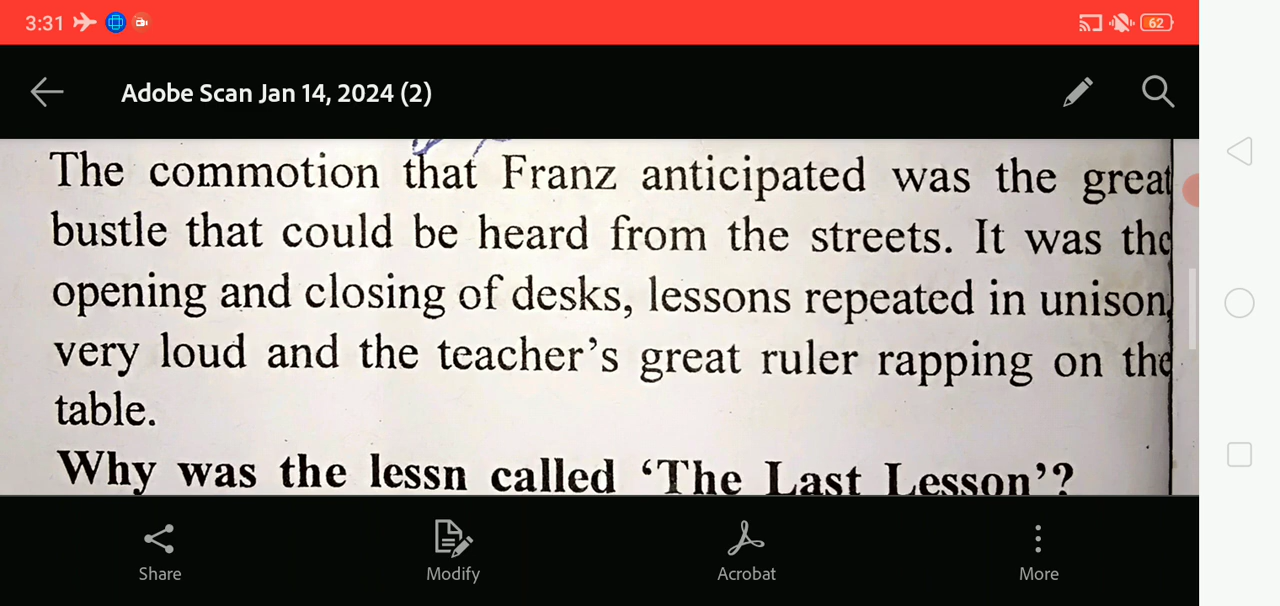 3:31
62
Adobe Scan Jan 14, 2024 (2)
The commotion that Franz anticipated was the great
bustle that could be heard from the streets. It was the
opening and closing of desks, lessons repeated in unison,
very loud and the teacher's great ruler rapping on the
table.
Why was the lessn called ‘The Last Lesson’?
Share Modify Acrobat More